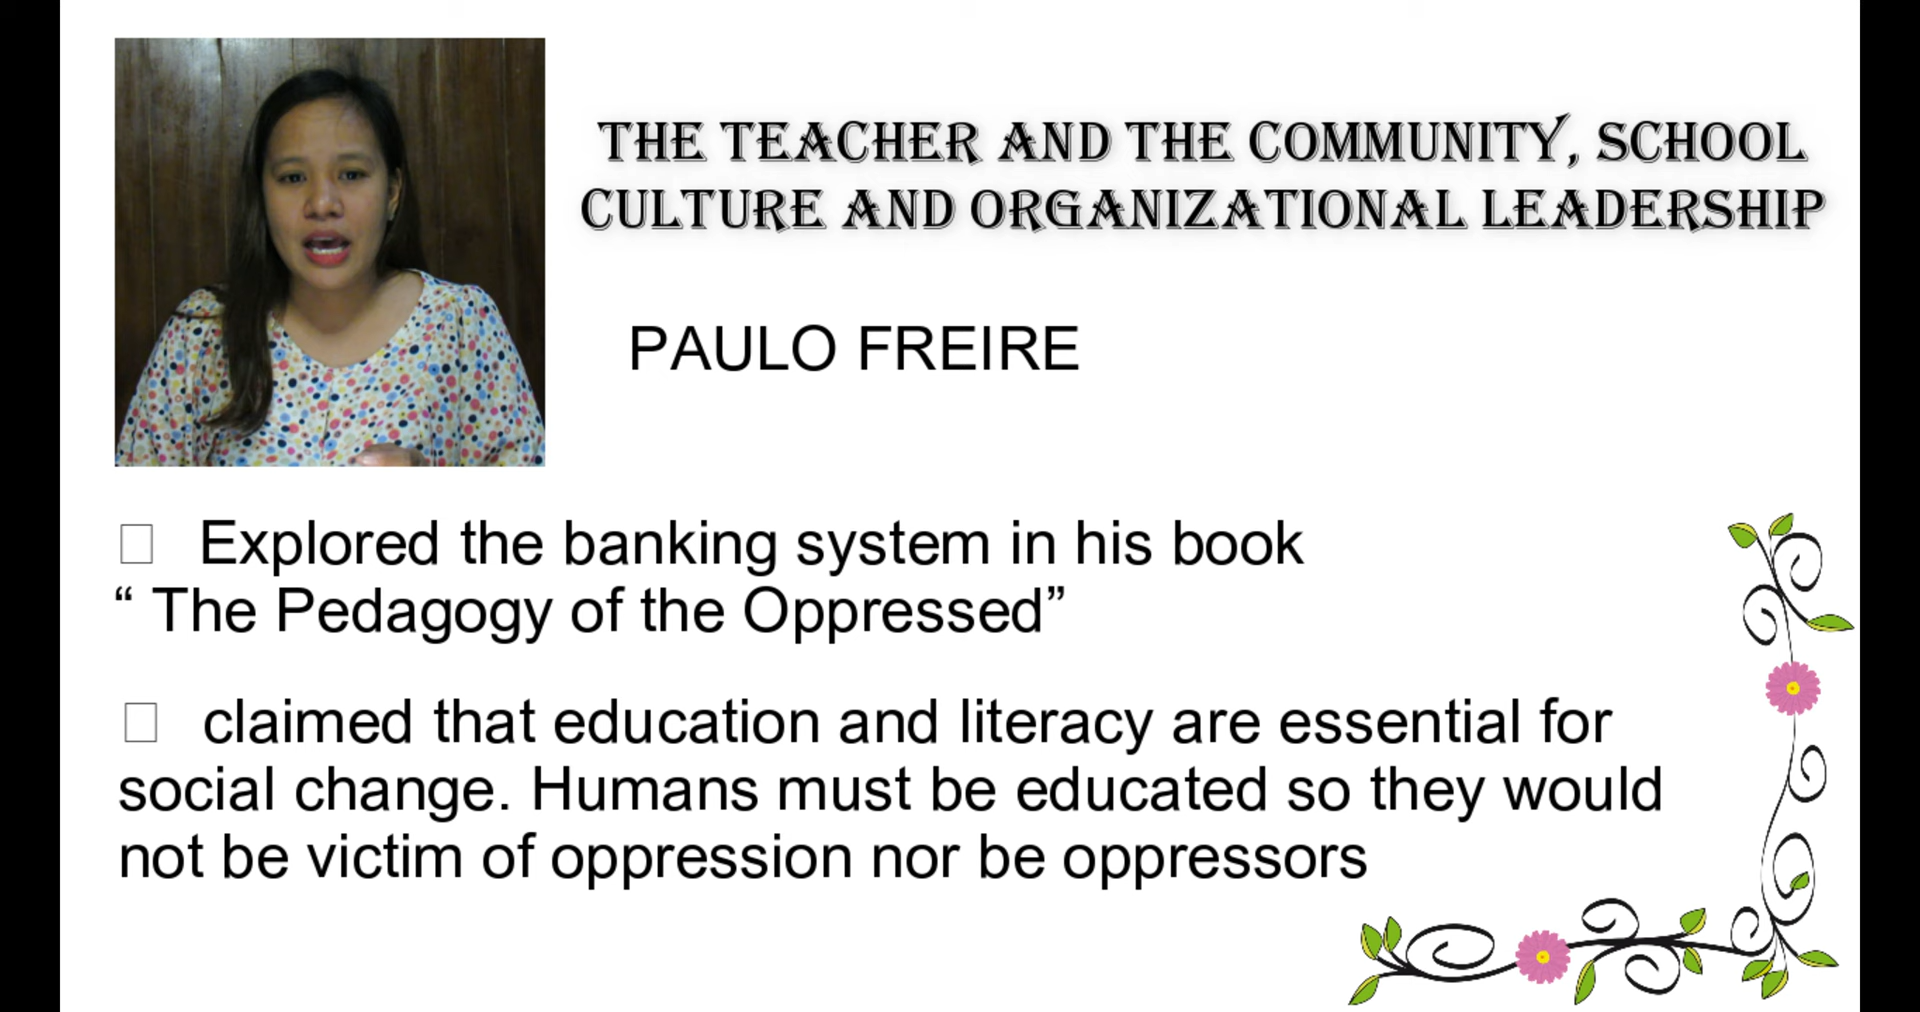 THE TEACHER AND THE COMMUNITY, SCHOOL
CULTURE AND ORGANIZATIONAL LEADERSHIP
PAULO FREIRE
Explored the banking system in his book
“ The Pedagogy of the Oppressed”
claimed that education and literacy are essential for
social change. Humans must be educated so they would
not be victim of oppression nor be oppressors